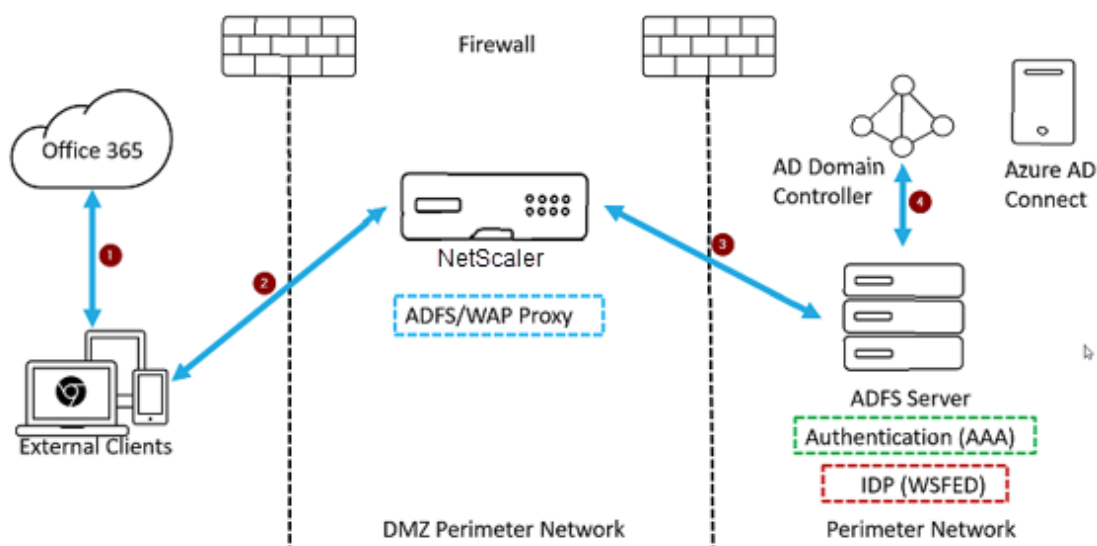 Firewall
Office 365
1
External Clients
2
NetScaler
ADFS/WAP Proxy
DMZ Perimeter Network
3
AD Domain
Controller
Azure AD
Connect
4
ADFS Server
Authentication (AAA)
IDP (WSFED)
Perimeter Network